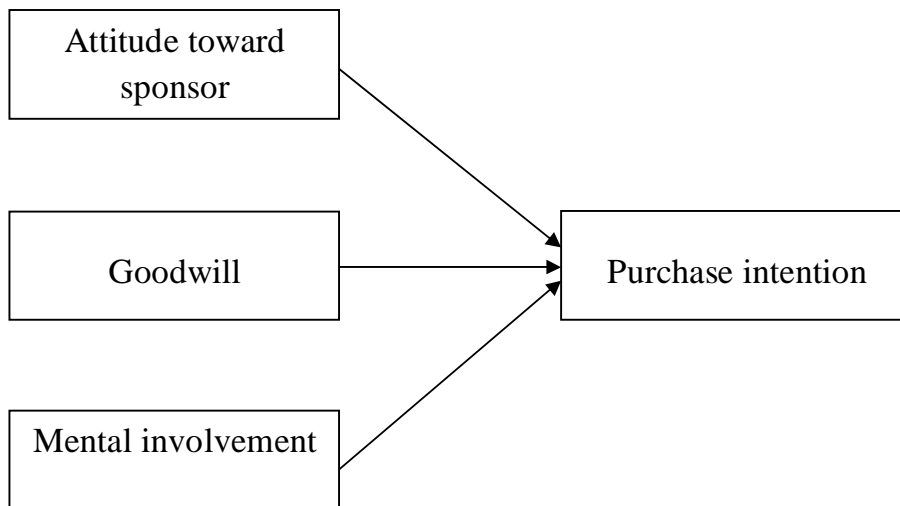 Attitude toward
sponsor
Goodwill
Purchase intention
Mental involvement